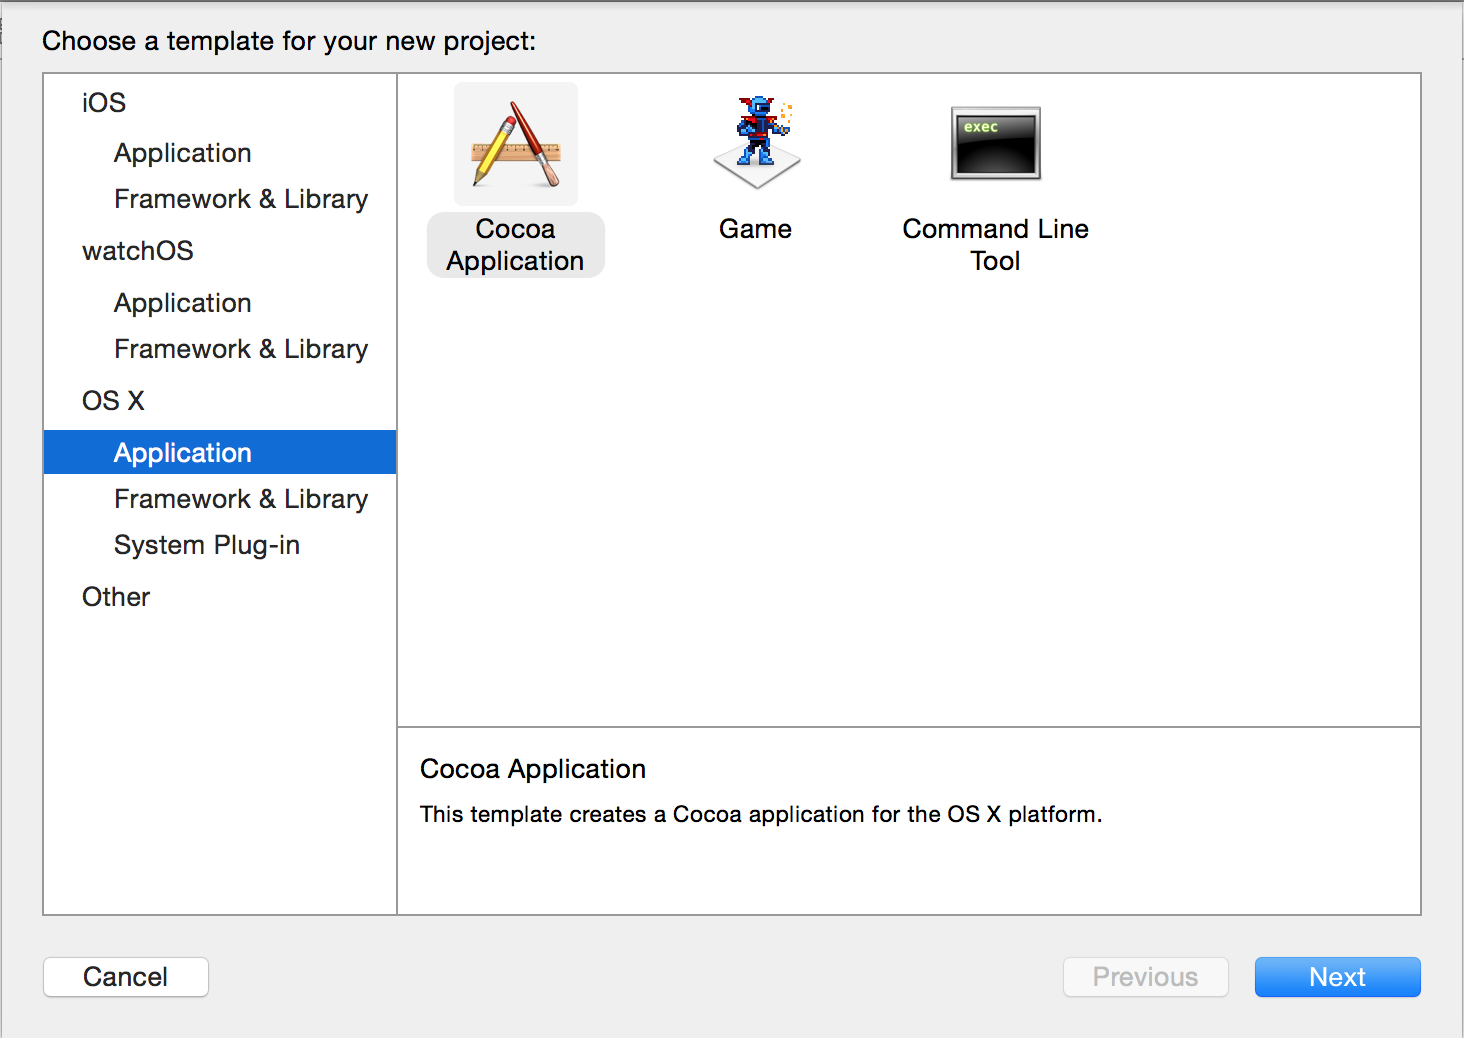 Choose a template for your new project:
iOS
Application
Framework & Library
watchOS
Application
Framework & Library
OS X
Application
Framework & Library
System Plug-in
Other
Cocoa
Application
Game
exec
Command Line
Tool
Cocoa Application
This template creates a Cocoa application for the OS X platform.
Cancel
Previous
Next